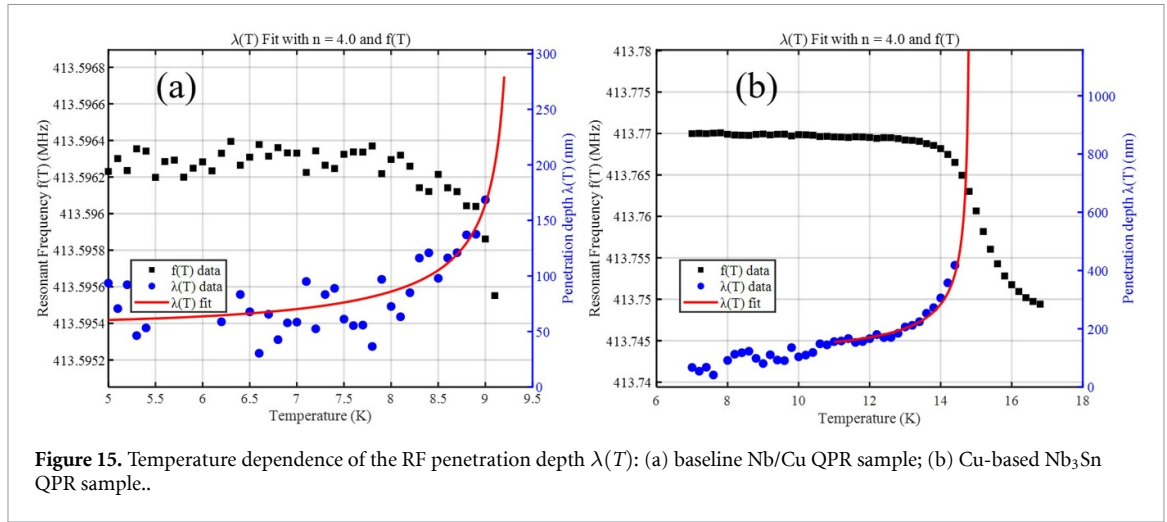 λ(T) Fit with n = 4.0 and f(T)
(a)
Resonant Frequency f(T) (MHz)
413.5968
413.5966
413.5964
413.5962
413.596
413.5958
413.5956
413.5954
413.5952
f(T) data
λ(T) data
λ(T) fit
5 5.5 6 6.5 7 7.5 8 8.5 9 9.5
Temperature (K)
300
250
200
150
100
50
0
Penetration depth λ(T) (nm)
λ(T) Fit with n = 4.0 and f(T)
(b)
Resonant Frequency f(T) (MHz)
413.78
413.775
413.77
413.765
413.76
413.755
413.75
413.745
413.74
f(T) data
λ(T) data
λ(T) fit
6 8 10 12 14 16 18
Temperature (K)
1000
800
600
400
200
0
Penetration depth λ(T) (nm)
Figure 15. Temperature dependence of the RF penetration depth λ(T): (a) baseline Nb/Cu QPR sample; (b) Cu-based Nb₃Sn
QPR sample..